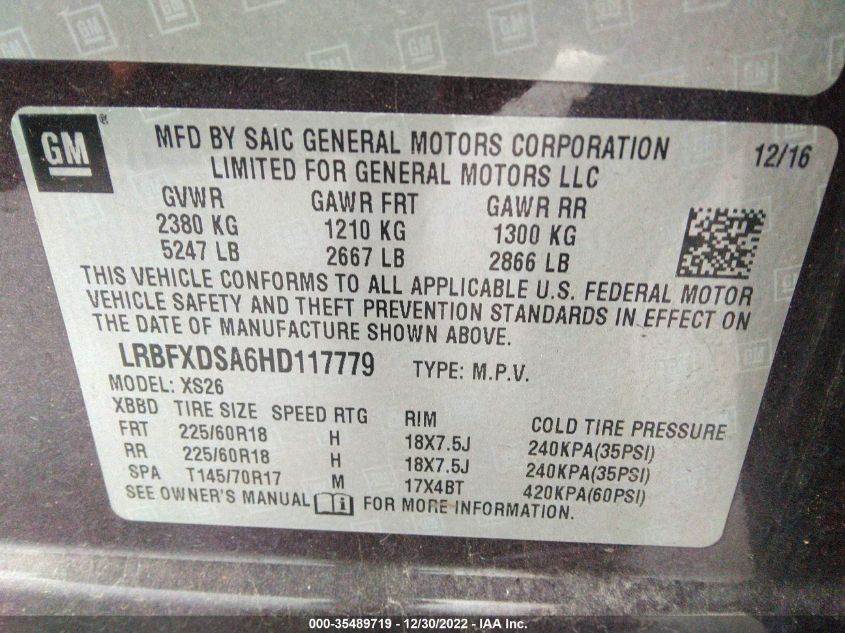 GM
MFD BY SAIC GENERAL MOTORS CORPORATION 12/16
LIMITED FOR GENERAL MOTORS LLC
GVWR GAWR FRT GAWR RR
2380 KG 1210 KG 1300 KG
5247 LB 2667 LB 2866 LB
THIS VEHICLE CONFORMS TO ALL APPLICABLE U.S. FEDERAL MOTOR
VEHICLE SAFETY AND THEFT PREVENTION STANDARDS IN EFFECT ON
THE DATE OF MANUFACTURE SHOWN ABOVE.
LRBFXDSA6HD117779 TYPE: M.P.V.
MODEL: XS26
XBBD TIRE SIZE SPEED RTG RIM COLD TIRE PRESSURE
FRT 225/60R18 H 18X7.5J 240KPA(35PSI)
RR 225/60R18 H 18X7.5J 240KPA(35PSI)
SPA T145/70R17 M 17X4BT 420KPA(60PSI)
SEE OWNER'S MANUAL FOR MORE INFORMATION.
000-35489719 - 12/30/2022 - IAA Inc.